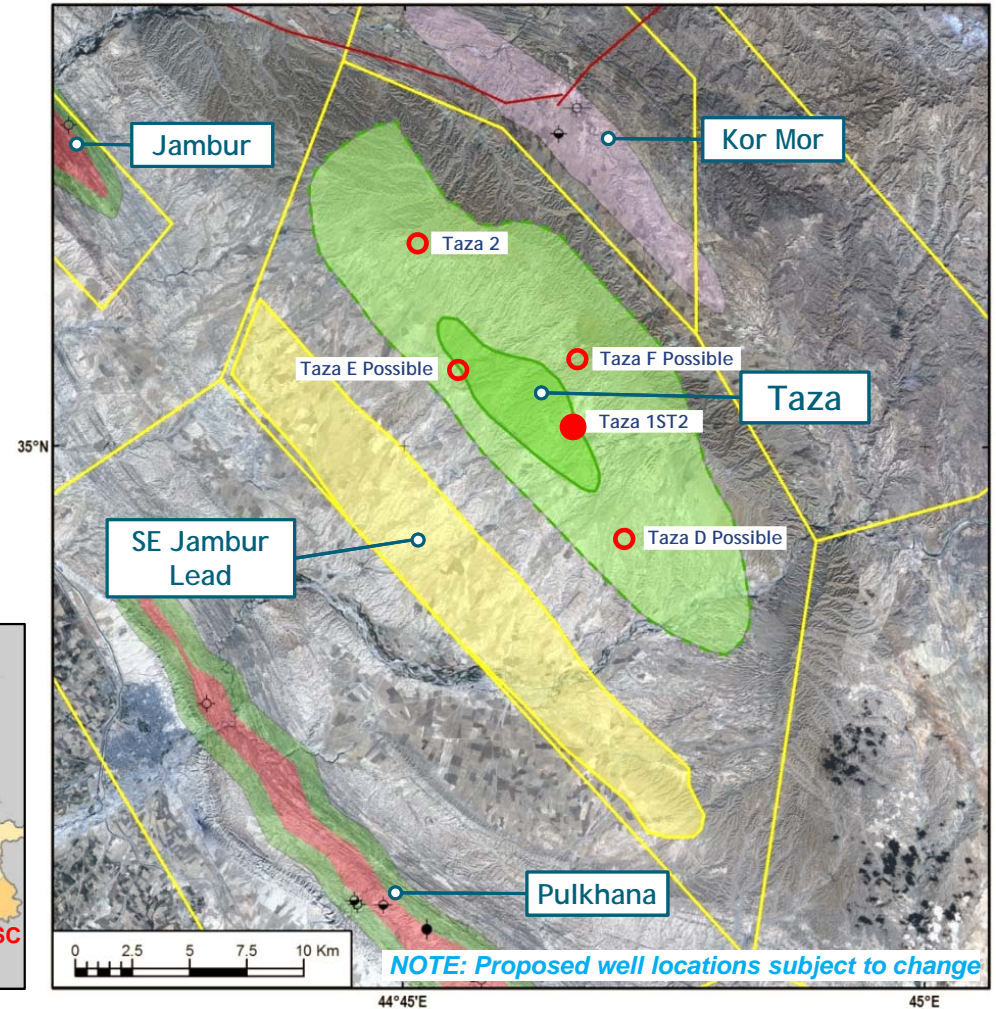 Jambur
Kor Mor
Taza 2
Taza E Possible
Taza F Possible
Taza
Taza 1ST2
35°N
SE Jambur
Lead
Taza D Possible
Pulkhana
SC
0 2.5 5 7.5 10 Km
NOTE: Proposed well locations subject to change
44°45'E
45°E